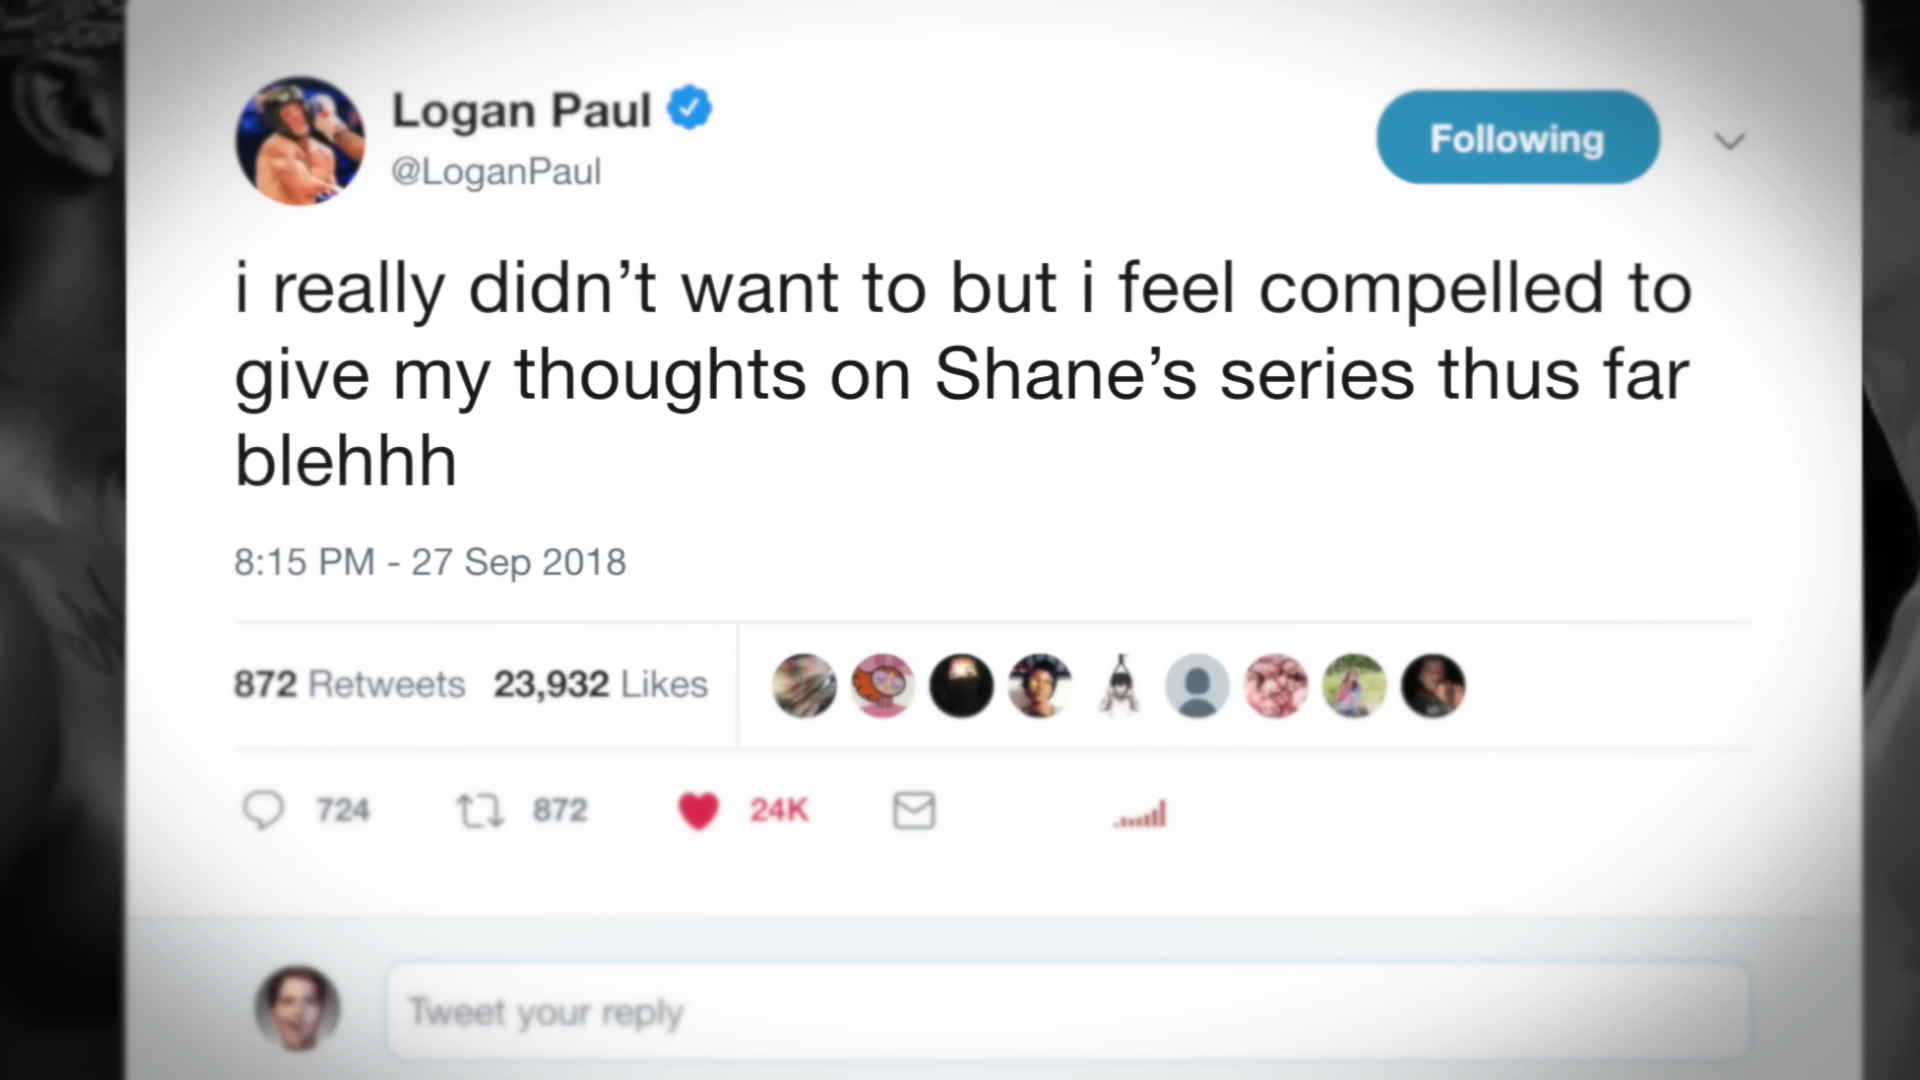 Logan Paul
@LoganPaul
Following
i really didn’t want to but i feel compelled to
give my thoughts on Shane’s series thus far
blehhh
8:15 PM - 27 Sep 2018
872 Retweets 23,932 Likes
724 872 24K
Tweet your reply